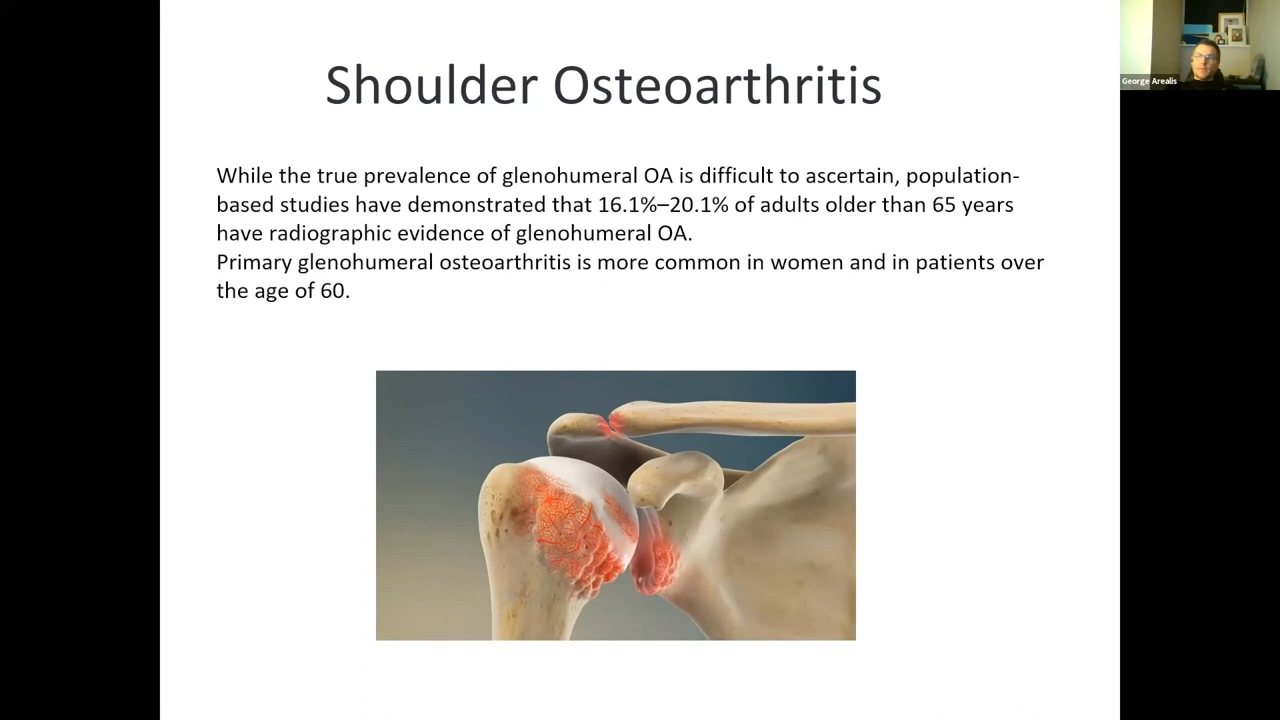 Shoulder Osteoarthritis
George Arealis
While the true prevalence of glenohumeral OA is difficult to ascertain, population-
based studies have demonstrated that 16.1%–20.1% of adults older than 65 years
have radiographic evidence of glenohumeral OA.
Primary glenohumeral osteoarthritis is more common in women and in patients over
the age of 60.